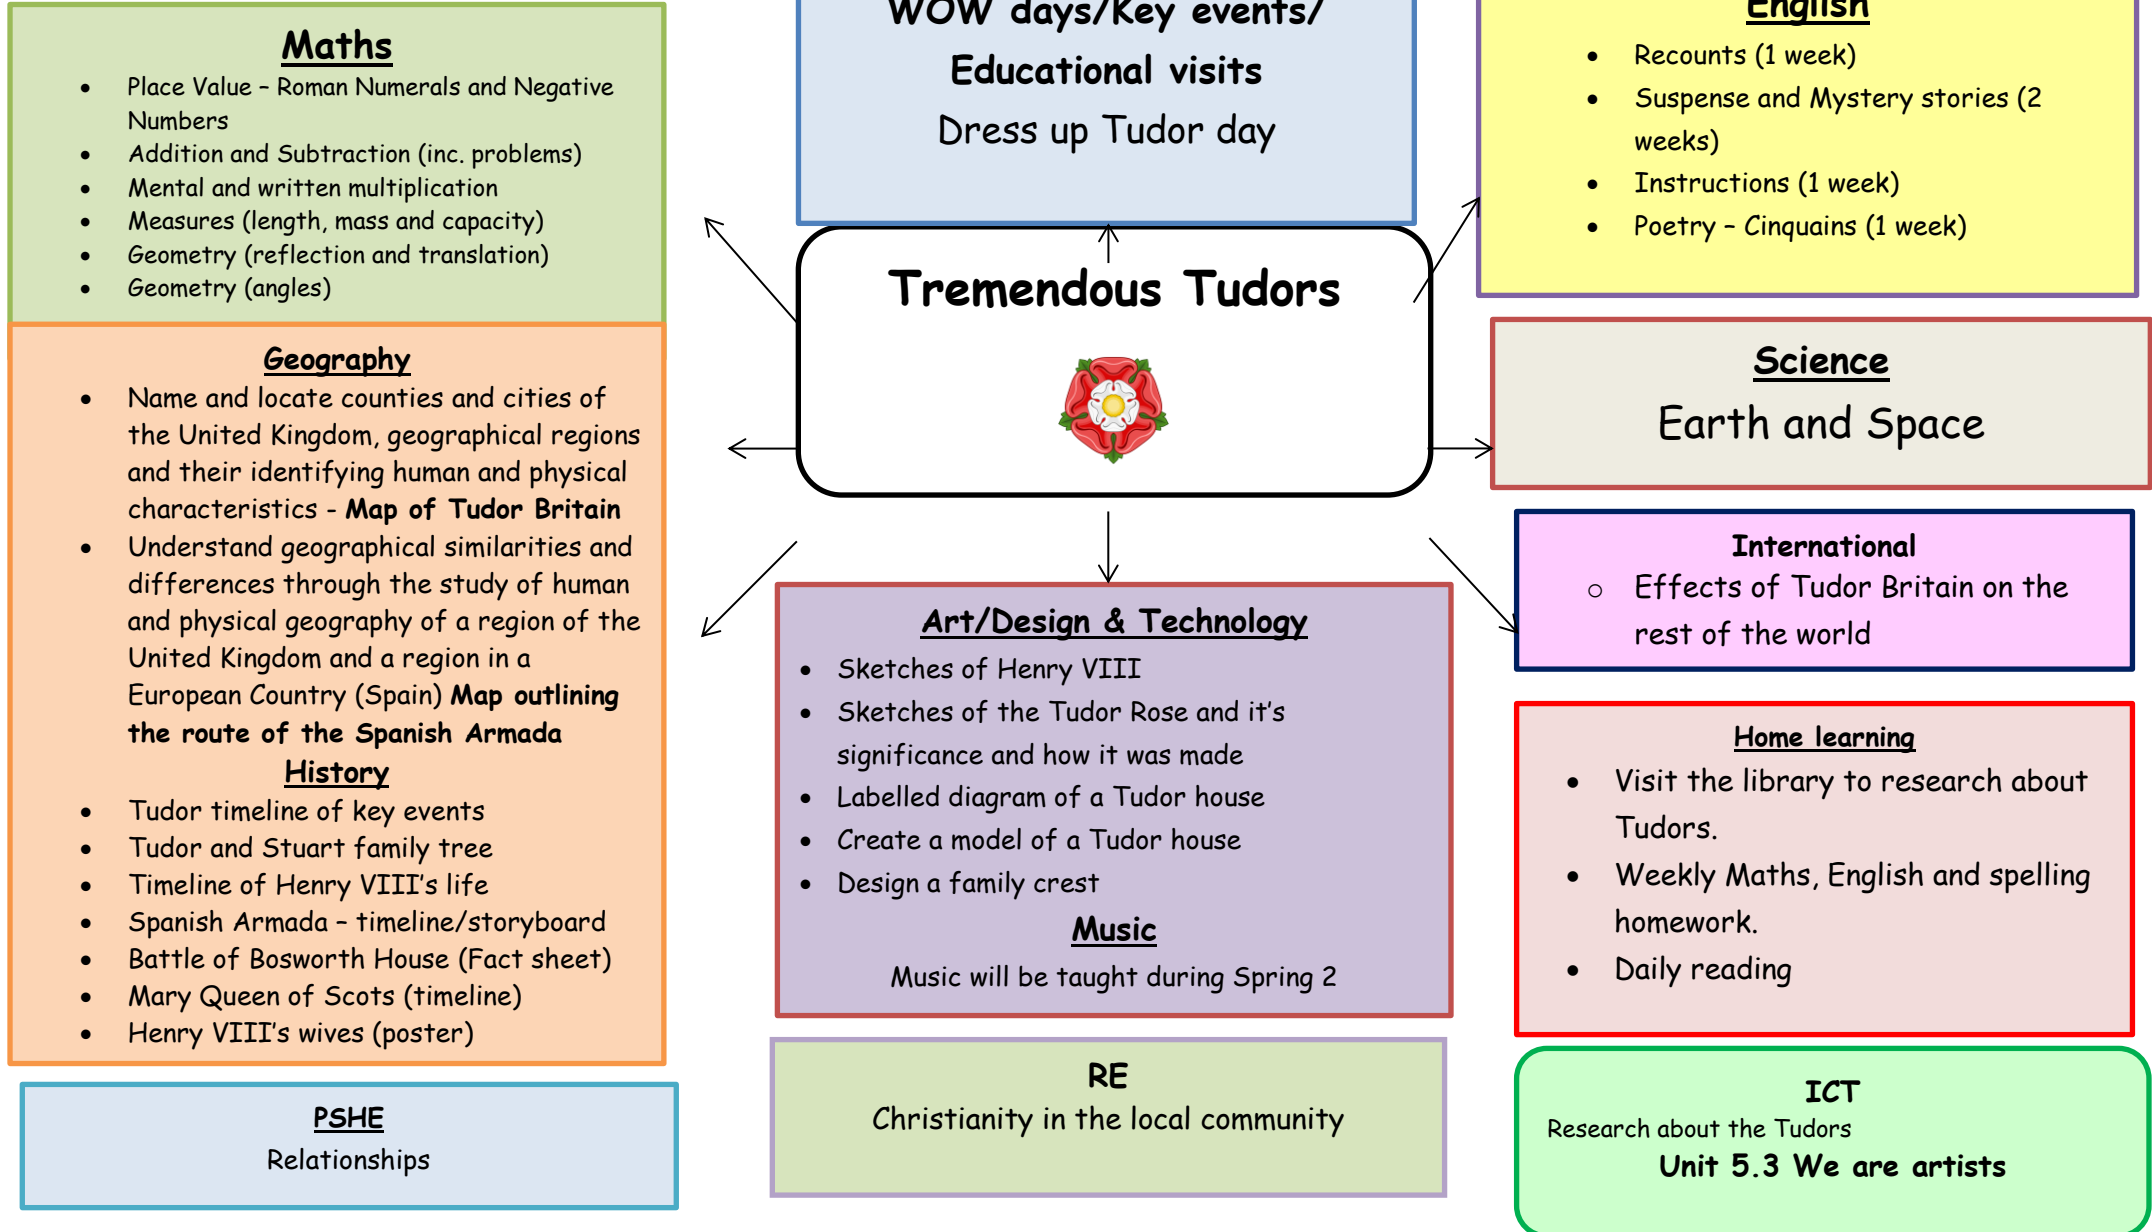 Maths
• Place Value – Roman Numerals and Negative
Numbers
• Addition and Subtraction (inc. problems)
• Mental and written multiplication
• Measures (length, mass and capacity)
• Geometry (reflection and translation)
• Geometry (angles)
Geography
• Name and locate counties and cities of
the United Kingdom, geographical regions
and their identifying human and physical
characteristics - Map of Tudor Britain
• Understand geographical similarities and
differences through the study of human
and physical geography of a region of the
United Kingdom and a region in a
European Country (Spain) Map outlining
the route of the Spanish Armada
History
• Tudor timeline of key events
• Tudor and Stuart family tree
• Timeline of Henry VIII's life
• Spanish Armada – timeline/storyboard
• Battle of Bosworth House (Fact sheet)
• Mary Queen of Scots (timeline)
• Henry VIII's wives (poster)
PSHE
Relationships
WOW days/Key events/
Educational visits
Dress up Tudor day
Tremendous Tudors
Art/Design & Technology
• Sketches of Henry VIII
• Sketches of the Tudor Rose and it's
significance and how it was made
• Labelled diagram of a Tudor house
• Create a model of a Tudor house
• Design a family crest
Music
Music will be taught during Spring 2
RE
Christianity in the local community
English
• Recounts (1 week)
• Suspense and Mystery stories (2
weeks)
• Instructions (1 week)
• Poetry – Cinquains (1 week)
Science
Earth and Space
International
o Effects of Tudor Britain on the
rest of the world
Home learning
• Visit the library to research about
Tudors.
• Weekly Maths, English and spelling
homework.
• Daily reading
ICT
Research about the Tudors
Unit 5.3 We are artists